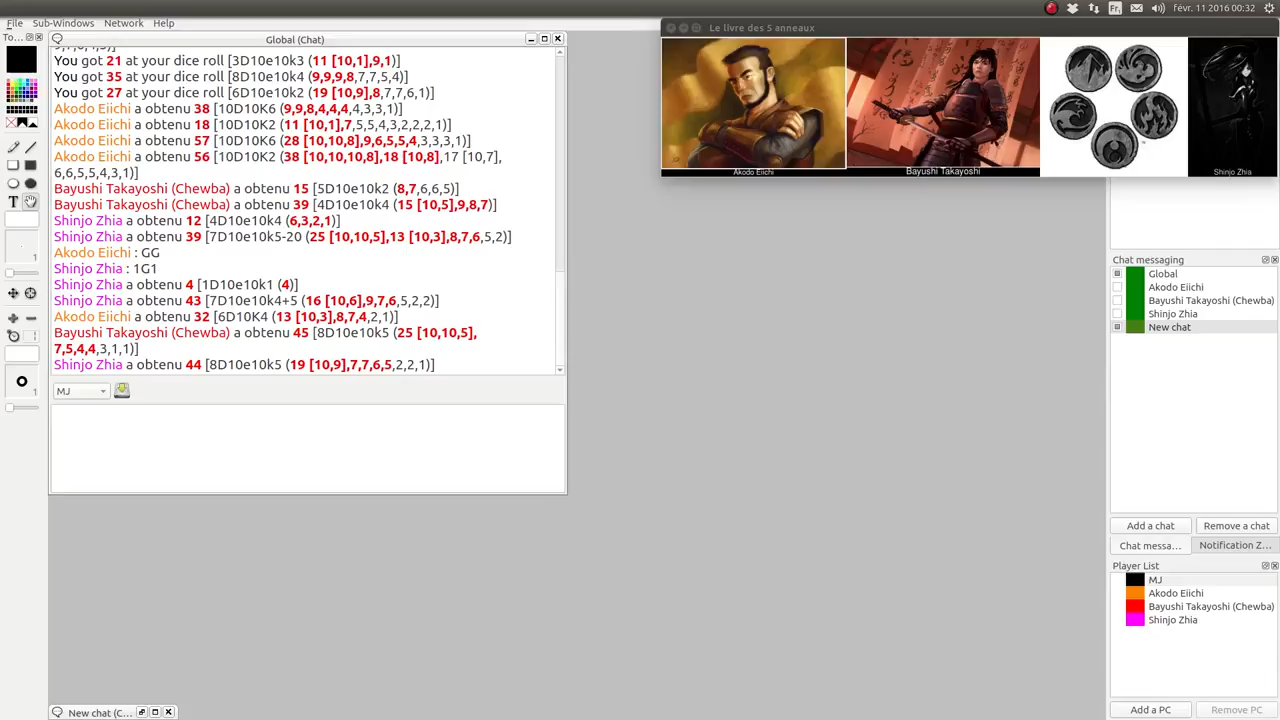 Fr
févr. 11 2016 00:32
File Sub-Windows Network Help
To...
Global (Chat)
Le livre des 5 anneaux
You got 21 at your dice roll [3D10e10k3 (11 [10,1],9,1)]
You got 35 at your dice roll [8D10e10k4 (9,9,9,8,7,7,5,4)]
You got 27 at your dice roll [6D10e10k2 (19 [10,9],8,7,7,6,1)]
Akodo Eiichi a obtenu 38 [10D10K6 (9,9,8,4,4,4,4,3,3,1)]
Akodo Eiichi a obtenu 18 [10D10K2 (11 [10,1],7,5,5,4,3,2,2,2,1)]
Akodo Eiichi a obtenu 57 [10D10K6 (28 [10,10,8],9,6,5,5,4,3,3,3,1)]
Akodo Eiichi a obtenu 56 [10D10K2 (38 [10,10,10,8],18 [10,8],17 [10,7],
6,6,5,5,4,3,1)]
Bayushi Takayoshi (Chewba) a obtenu 15 [5D10e10k2 (8,7,6,6,5)]
Bayushi Takayoshi (Chewba) a obtenu 39 [4D10e10k4 (15 [10,5],9,8,7)]
Shinjo Zhia a obtenu 12 [4D10e10k4 (6,3,2,1)]
Shinjo Zhia a obtenu 39 [7D10e10k5-20 (25 [10,10,5],13 [10,3],8,7,6,5,2)]
Akodo Eiichi : GG
Shinjo Zhia : 1G1
Shinjo Zhia a obtenu 4 [1D10e10k1 (4)]
Shinjo Zhia a obtenu 43 [7D10e10k4+5 (16 [10,6],9,7,6,5,2,2)]
Akodo Eiichi a obtenu 32 [6D10K4 (13 [10,3],8,7,4,2,1)]
Bayushi Takayoshi (Chewba) a obtenu 45 [8D10e10k5 (25 [10,10,5],
7,5,4,4,3,1,1)]
Shinjo Zhia a obtenu 44 [8D10e10k5 (19 [10,9],7,7,6,5,2,2,1)]
MJ
T
1
1
Akodo Eiichi
Bayushi Takayoshi
Shinjo Zhia
Chat messaging
Global
Akodo Eiichi
Bayushi Takayoshi (Chewba)
Shinjo Zhia
New chat
Add a chat
Remove a chat
Chat messa...
Notification Z...
Player List
MJ
Akodo Eiichi
Bayushi Takayoshi (Chewba)
Shinjo Zhia
Add a PC
Remove PC
New chat (C...